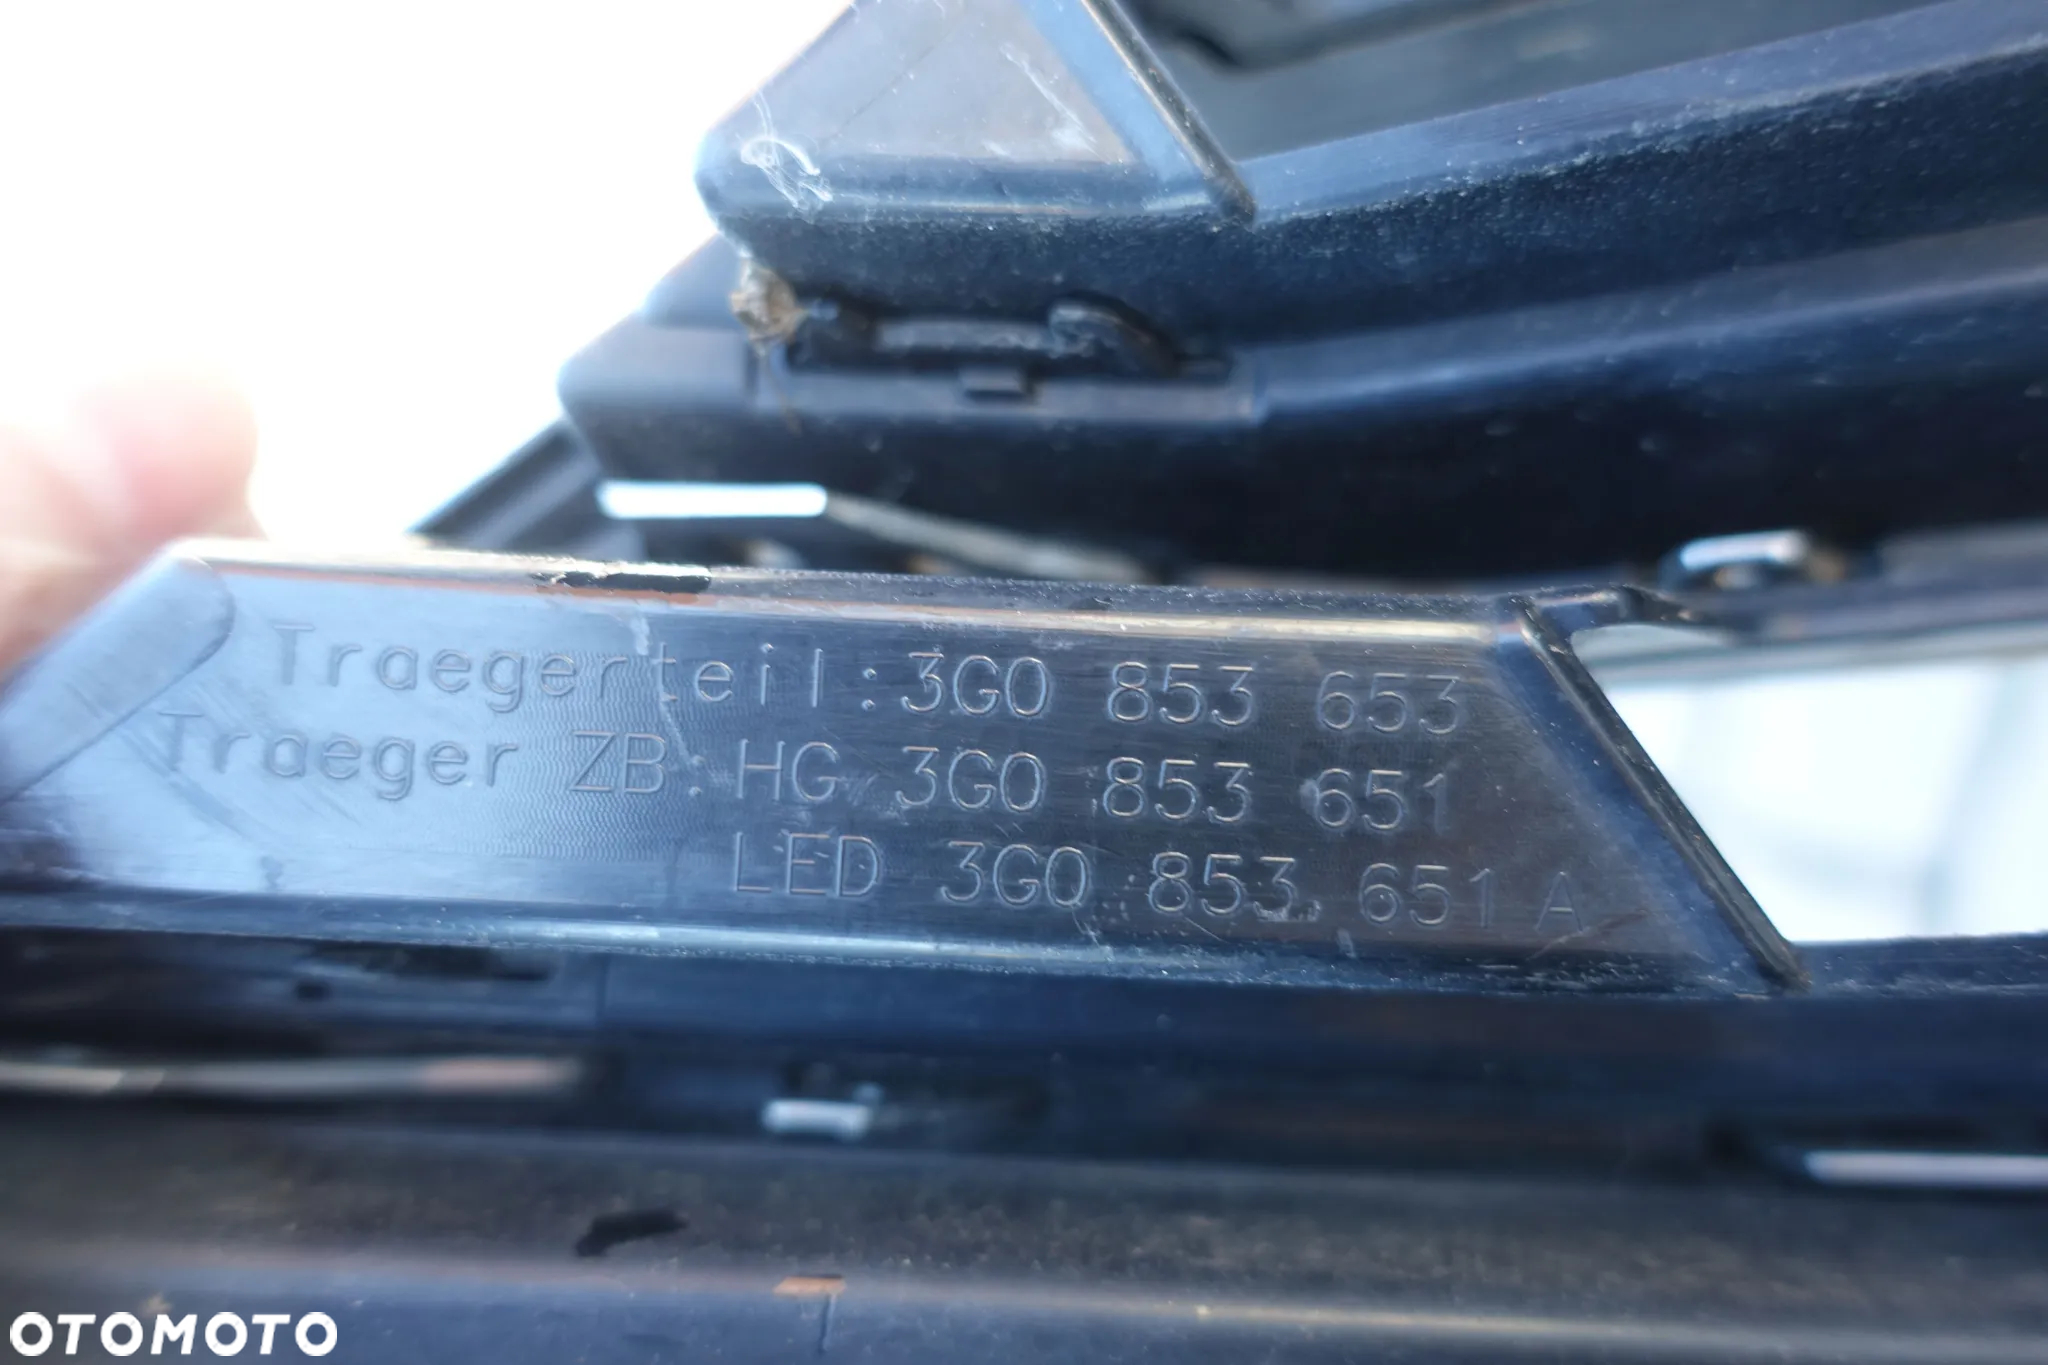 Traegerteil: 3G0 853 653
Traeger ZB: HG 3G0 853 651
LED 3G0 853 651 A
OTOMOTO